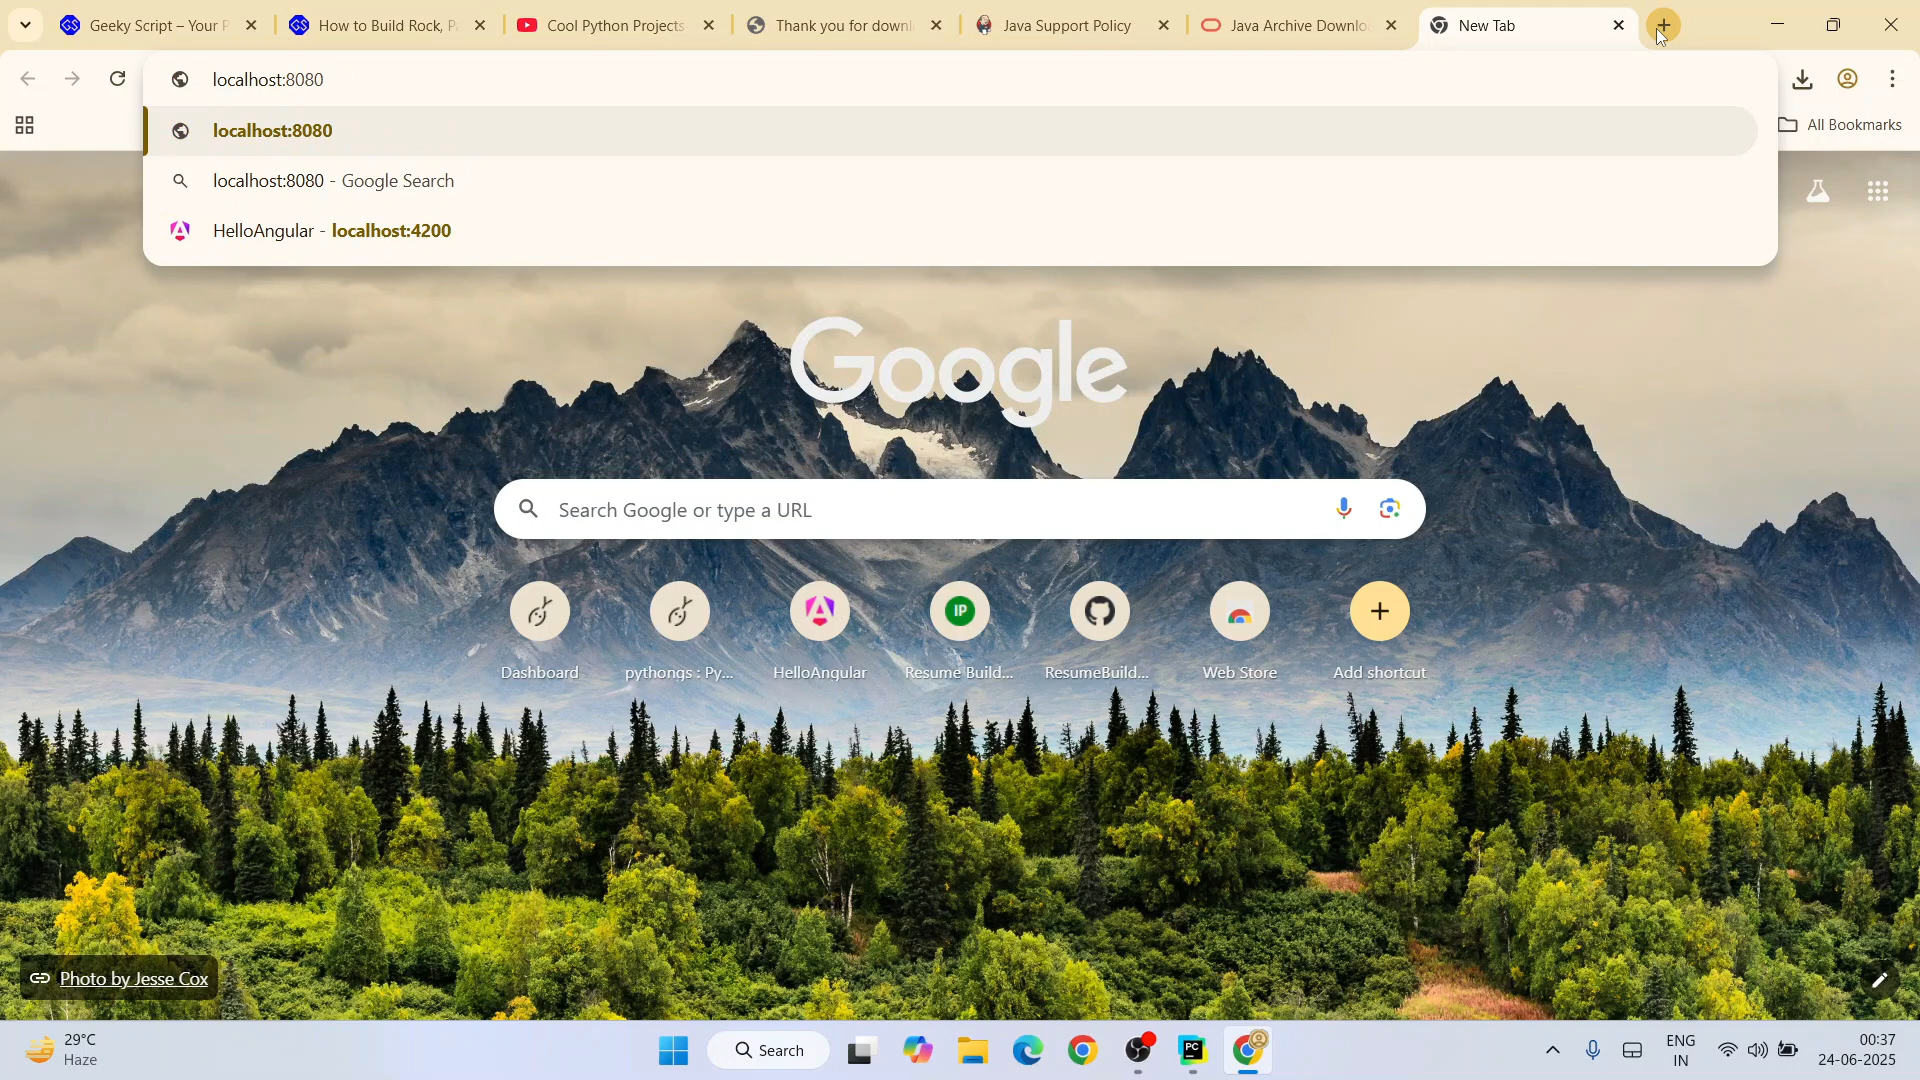 Geeky Script – Your P
How to Build Rock, P
Cool Python Projects
Thank you for downl
Java Support Policy
Java Archive Downlo
New Tab
localhost:8080
All Bookmarks
localhost:8080
localhost:8080 - Google Search
HelloAngular - localhost:4200
Google
Search Google or type a URL
IP
Dashboard
pythongs : Py...
HelloAngular
Resume Build...
ResumeBuild...
Web Store
Add shortcut
Photo by Jesse Cox
29°C
Haze
Search
PC
ENG
IN
00:37
24-06-2025